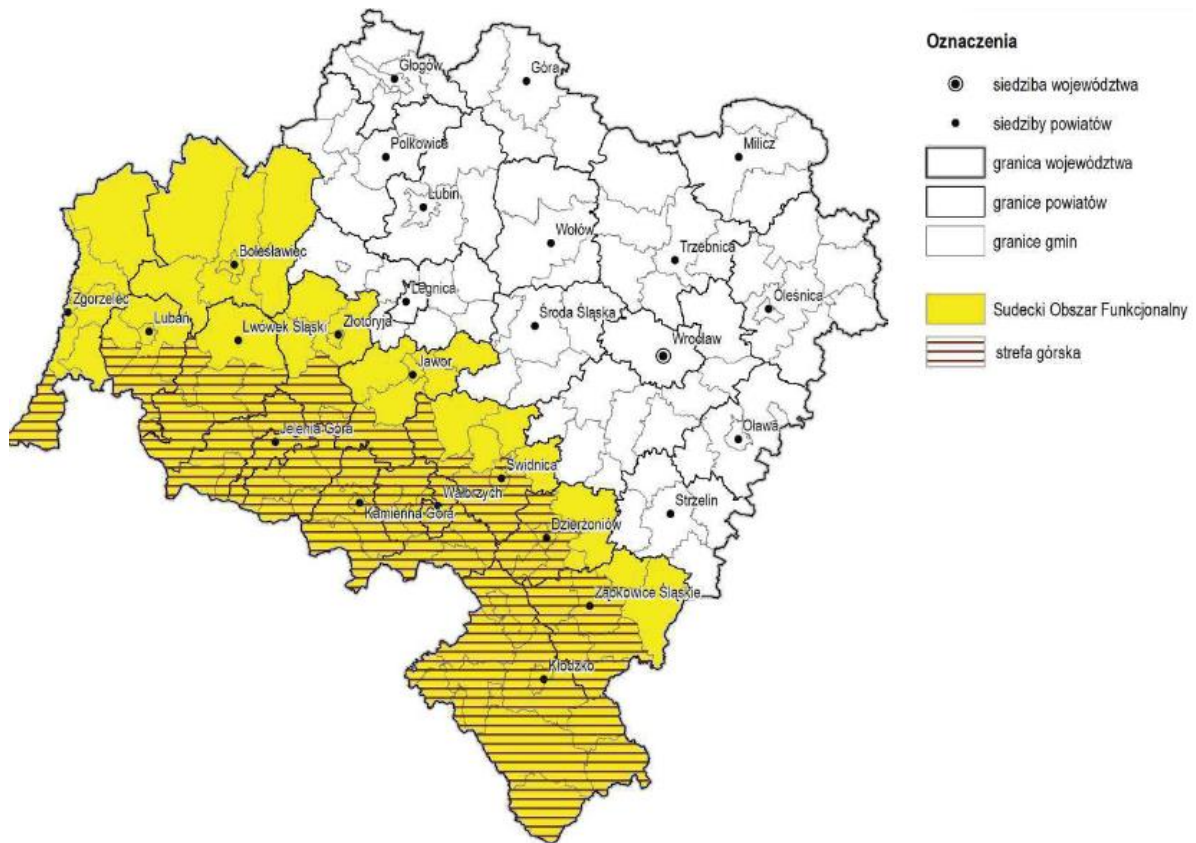 Oznaczenia
siedziba województwa
siedziby powiatów
granica województwa
granice powiatów
granice gmin
Sudecki Obszar Funkcjonalny
strefa górska
Głogów
Góra
Polkowice
Milicz
Lubin
Wołów
Trzebnica
Bolesławiec
Legnica
Oleśnica
Zgorzelec
Lubań
Lwówek Śląski
Złotoryja
Środa Śląska
Wrocław
Jawor
Jelenia Góra
Oława
Świdnica
Wałbrzych
Kamienna Góra
Strzelin
Dzierżoniów
Ząbkowice Śląskie
Kłodzko